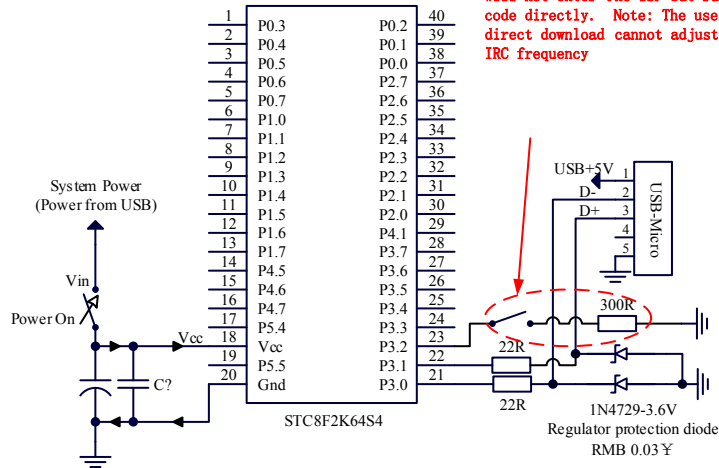 code directly. Note: The use
direct download cannot adjust
IRC frequency
1 P0.3 P0.2 40
2 P0.4 P0.1 39
3 P0.5 P0.0 38
4 P0.6 P2.7 37
5 P0.7 P2.6 36
6 P1.0 P2.5 35
7 P1.1 P2.4 34
8 P1.2 P2.3 33
9 P1.3 P2.2 32
10 P1.4 P2.1 31
11 P1.5 P2.0 30
12 P1.6 P4.1 29
13 P1.7 P3.7 28
14 P4.5 P3.6 27
15 P4.6 P3.5 26
16 P4.7 P3.4 25
17 P5.4 P3.3 24
18 Vcc P3.2 23
19 P5.5 P3.1 22
20 Gnd P3.0 21
STC8F2K64S4
System Power
(Power from USB)
Vin
Power On
Vcc
C?
USB+5V 1
D- 2
D+ 3
4
5
USB-Micro
300R
22R
22R
1N4729-3.6V
Regulator protection diode
RMB 0.03￥